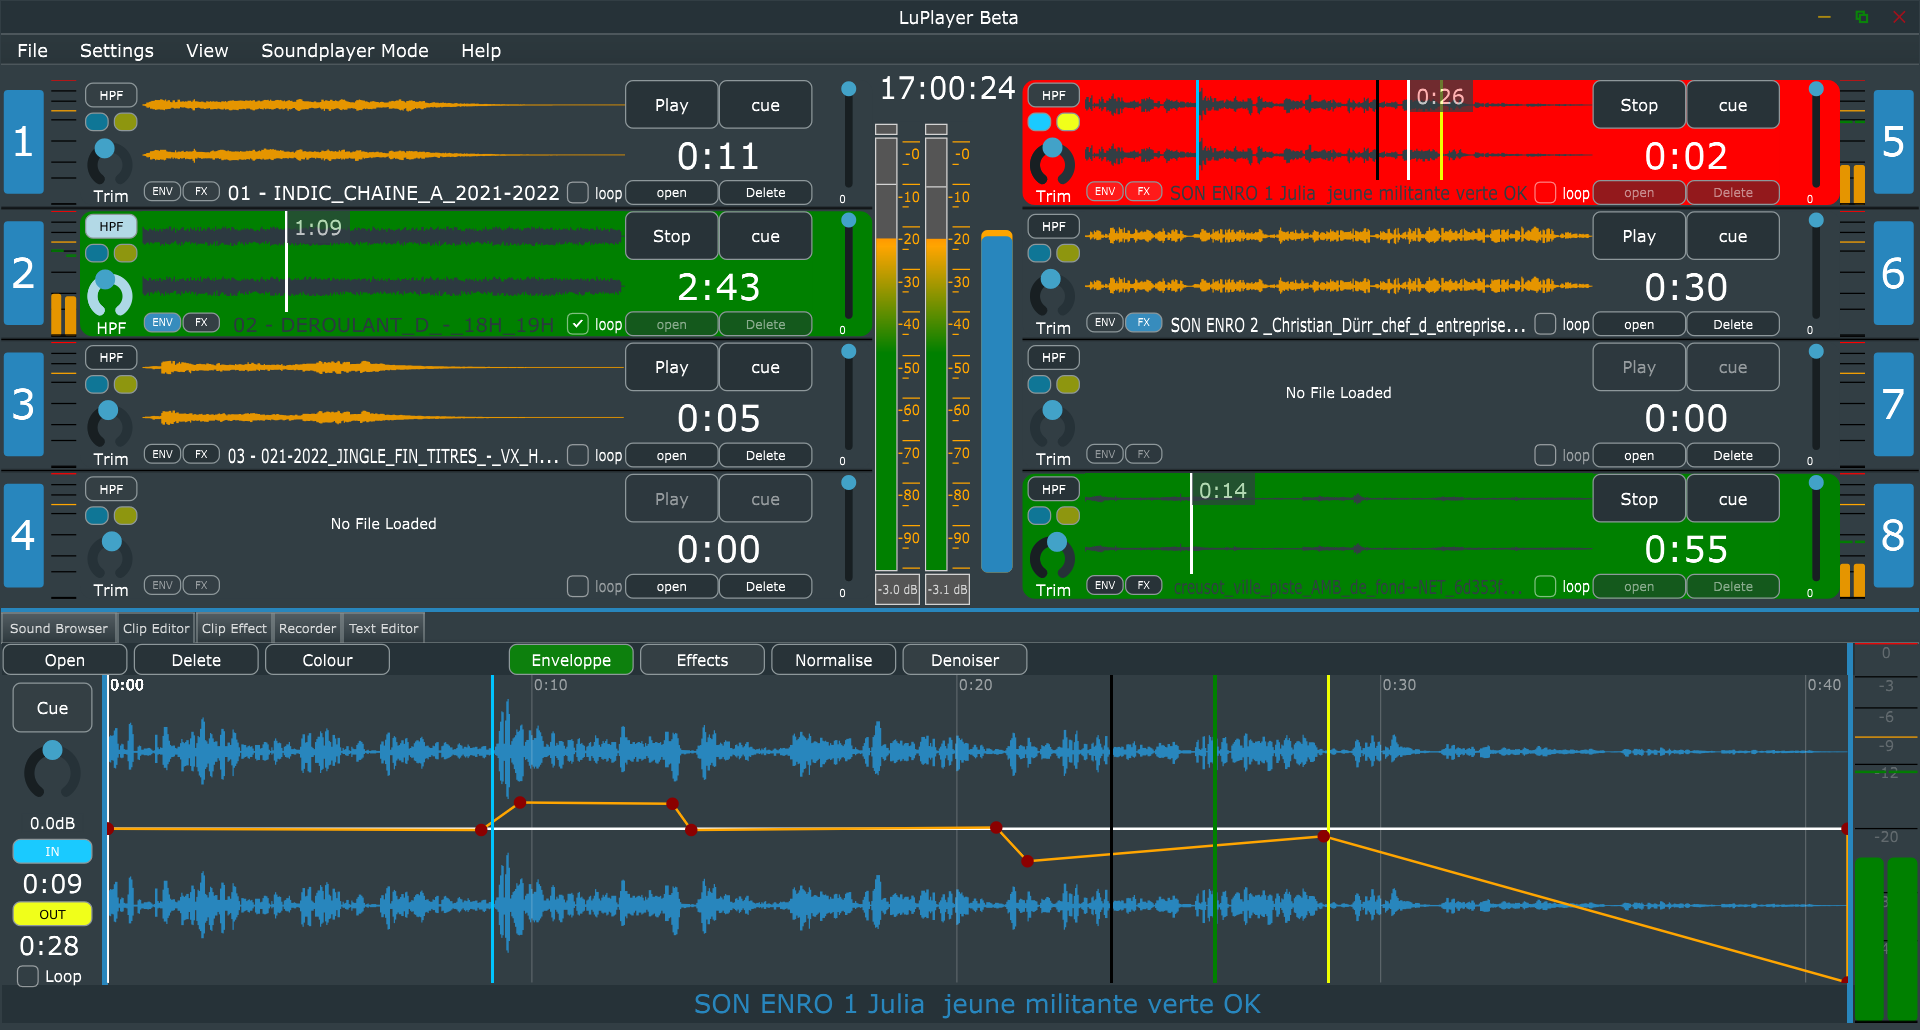 LuPlayer Beta
File Settings View Soundplayer Mode Help
1
HPF
Trim
ENV FX 01 - INDIC_CHAINE_A_2021-2022 loop
Play cue
0:11
open Delete
0
2
HPF
1:09
HPF
ENV FX 02 - DEROULANT_D_-_18H_19H loop
Stop cue
2:43
open Delete
0
3
HPF
Trim
ENV FX 03 - 021-2022_JINGLE_FIN_TITRES_-_VX_H... loop
Play cue
0:05
open Delete
0
4
HPF
No File Loaded
Trim
ENV FX loop
Play cue
0:00
open Delete
0
17:00:24
-0 -0
-10 -10
-20 -20
-30 -30
-40 -40
-50 -50
-60 -60
-70 -70
-80 -80
-90 -90
-3.0 dB -3.1 dB
HPF
0:26
Trim
ENV FX SON ENRO 1 Julia  jeune militante verte OK loop
Stop cue
0:02
open Delete
0
5
HPF
Trim
ENV FX SON ENRO 2 _Christian_Dürr_chef_d_entreprise... loop
Play cue
0:30
open Delete
0
6
HPF
No File Loaded
Trim
ENV FX loop
Play cue
0:00
open Delete
0
7
HPF
0:14
Trim
ENV FX creusot_ville_piste_AMB_de_fond--NET_6d353f... loop
Stop cue
0:55
open Delete
0
8
Sound Browser Clip Editor Clip Effect Recorder Text Editor
Open Delete Colour Enveloppe Effects Normalise Denoiser
Cue
0.0dB
IN
0:09
OUT
0:28
Loop
0:00 0:10 0:20 0:30 0:40
0
-3
-6
-9
-12
-20
SON ENRO 1 Julia  jeune militante verte OK